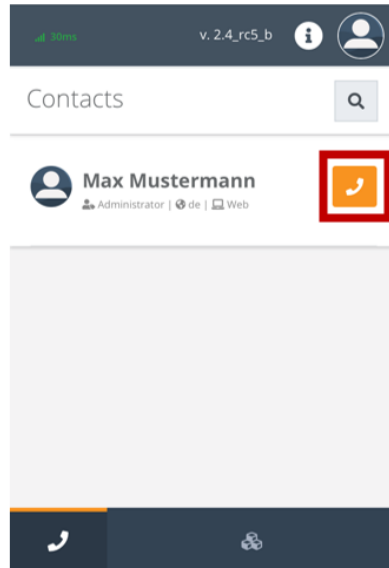 30ms
v. 2.4_rc5_b
Contacts
Max Mustermann
Administrator | de | Web